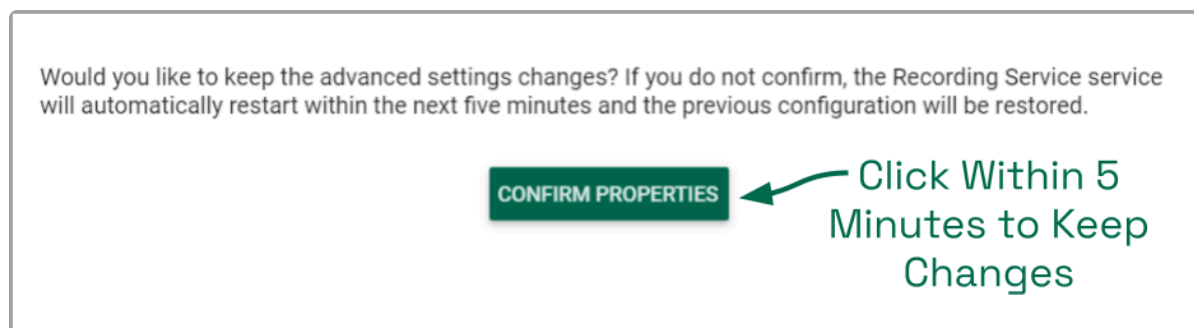 Would you like to keep the advanced settings changes? If you do not confirm, the Recording Service service
will automatically restart within the next five minutes and the previous configuration will be restored.
CONFIRM PROPERTIES
Click Within 5
Minutes to Keep
Changes